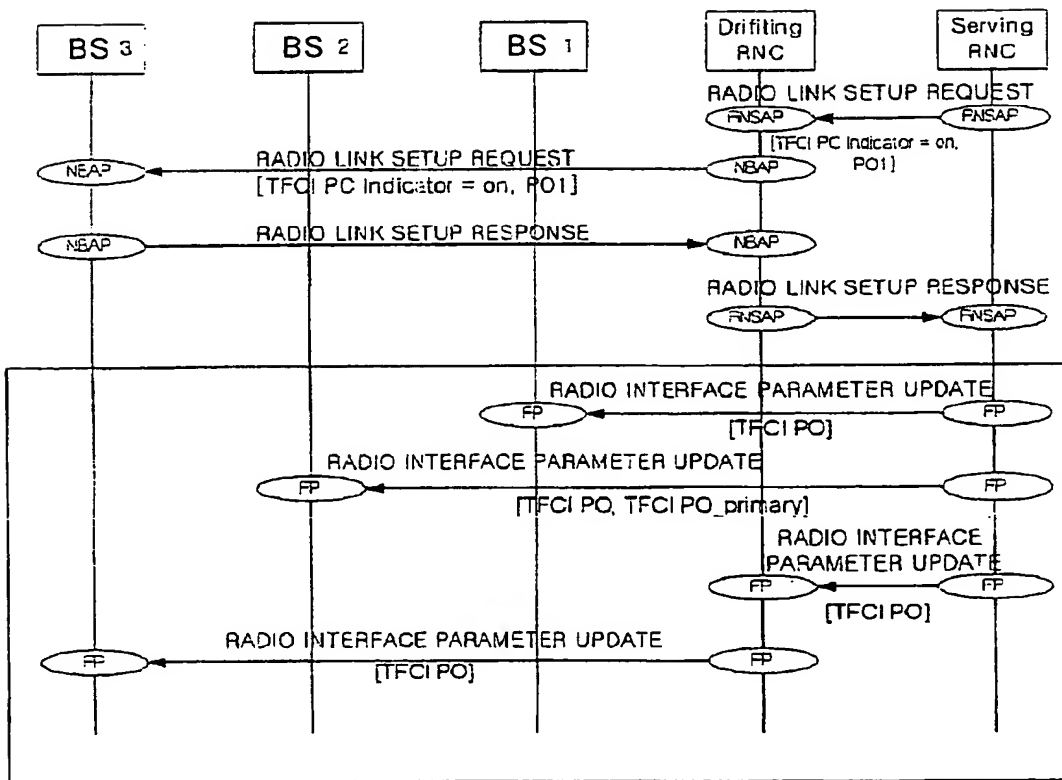 BS 3
BS 2
BS 1
Drifiting
RNC
Serving
RNC
RADIO LINK SETUP REQUEST
RNSAP
RNSAP
[TFCI PC Indicator = on,
PO1]
RADIO LINK SETUP REQUEST
NBAP
NBAP
[TFCI PC Indicator = on, PO1]
RADIO LINK SETUP RESPONSE
NBAP
NBAP
RADIO LINK SETUP RESPONSE
RNSAP
RNSAP
RADIO INTERFACE PARAMETER UPDATE
FP
FP
[TFCI PO]
RADIO INTERFACE PARAMETER UPDATE
FP
FP
[TFCI PO, TFCI PO_primary]
RADIO INTERFACE
PARAMETER UPDATE
FP
FP
[TFCI PO]
RADIO INTERFACE PARAMETER UPDATE
FP
FP
[TFCI PO]